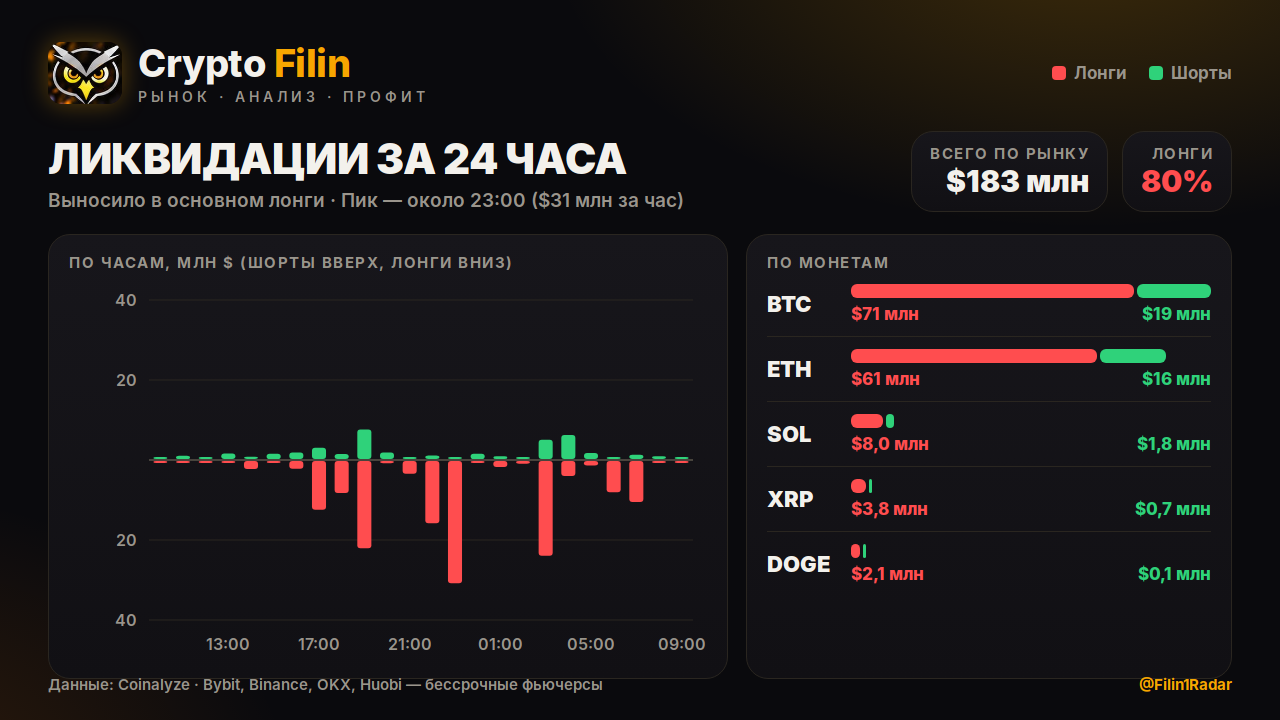 Crypto Filin
РЫНОК · АНАЛИЗ · ПРОФИТ
Лонги
Шорты
ЛИКВИДАЦИИ ЗА 24 ЧАСА
Выносило в основном лонги · Пик — около 23:00 ($31 млн за час)
ВСЕГО ПО РЫНКУ
$183 млн
ЛОНГИ
80%
ПО ЧАСАМ, МЛН $ (ШОРТЫ ВВЕРХ, ЛОНГИ ВНИЗ)
40
20
20
40
13:00 17:00 21:00 01:00 05:00 09:00
ПО МОНЕТАМ
BTC
$71 млн $19 млн
ETH
$61 млн $16 млн
SOL
$8,0 млн $1,8 млн
XRP
$3,8 млн $0,7 млн
DOGE
$2,1 млн $0,1 млн
Данные: Coinalyze · Bybit, Binance, OKX, Huobi — бессрочные фьючерсы
@Filin1Radar